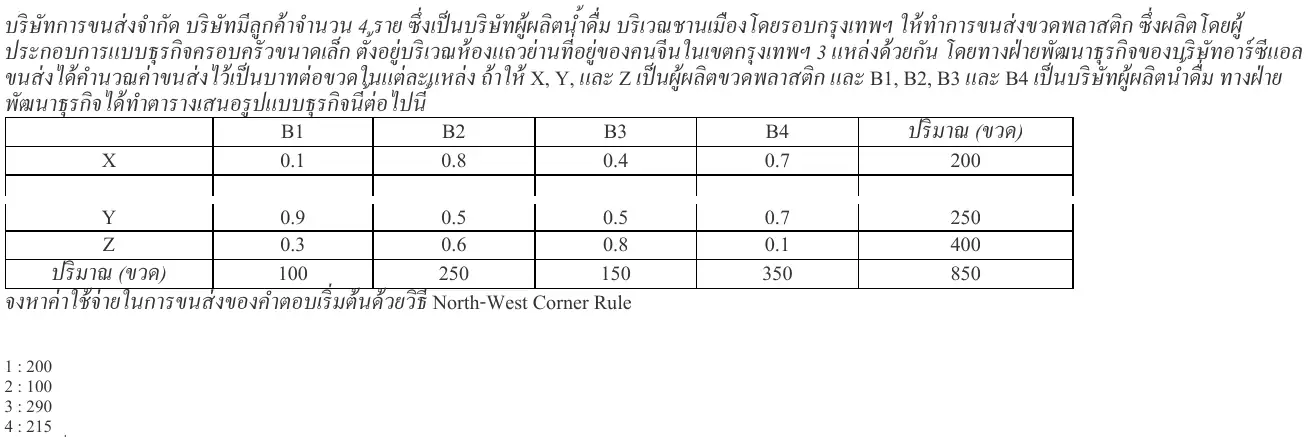 บริษัทการขนส่งจำกัด บริษัทมีลูกค้าจำนวน 4 ราย ซึ่งเป็นบริษัทผู้ผลิตน้ำดื่ม บริเวณชานเมืองโดยรอบกรุงเทพฯ ให้ทำการขนส่งขวดพลาสติก ซึ่งผลิตโดยผู้
ประกอบการแบบธุรกิจครอบครัวขนาดเล็ก ตั้งอยู่บริเวณห้องแถวย่านที่อยู่ของคนจีนในเขตกรุงเทพฯ 3 แหล่งด้วยกัน โดยทางฝ่ายพัฒนาธุรกิจของบริษัทอาร์ซีแอล
ขนส่งได้คำนวณค่าขนส่งไว้เป็นบาทต่อขวดในแต่ละแหล่ง ถ้าให้ X, Y, และ Z เป็นผู้ผลิตขวดพลาสติก และ B1, B2, B3 และ B4 เป็นบริษัทผู้ผลิตน้ำดื่ม ทางฝ่าย
พัฒนาธุรกิจได้ทำตารางเสนอรูปแบบธุรกิจนี้ต่อไปนี้
B1 B2 B3 B4 ปริมาณ (ขวด)
X 0.1 0.8 0.4 0.7 200
Y 0.9 0.5 0.5 0.7 250
Z 0.3 0.6 0.8 0.1 400
ปริมาณ (ขวด) 100 250 150 350 850
จงหาค่าใช้จ่ายในการขนส่งของคำตอบเริ่มต้นด้วยวิธี North-West Corner Rule
1 : 200
2 : 100
3 : 290
4 : 215